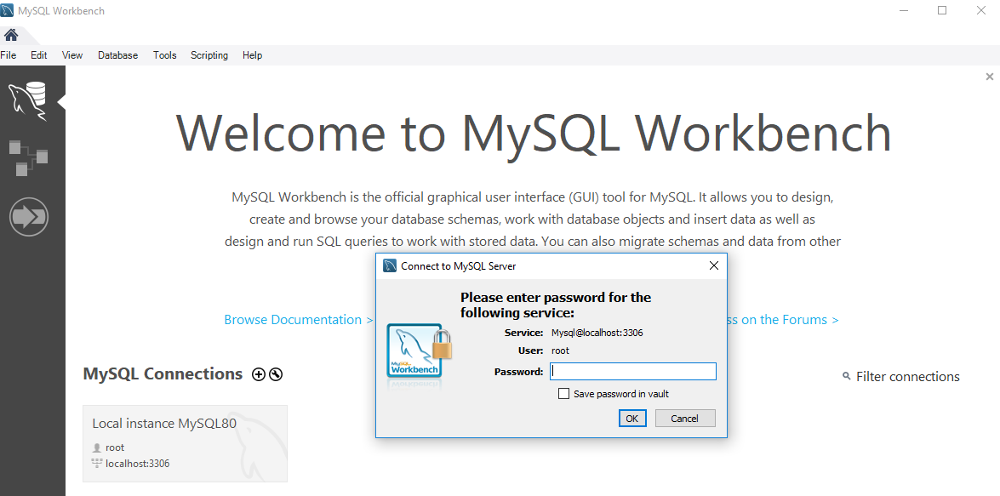 MySQL Workbench
File Edit View Database Tools Scripting Help
Welcome to MySQL Workbench
MySQL Workbench is the official graphical user interface (GUI) tool for MySQL. It allows you to design,
create and browse your database schemas, work with database objects and insert data as well as
design and run SQL queries to work with stored data. You can also migrate schemas and data from other
Connect to MySQL Server
Please enter password for the
following service:
Service: Mysql@localhost:3306
User: root
Password:
Save password in vault
OK Cancel
MySQL
Workbench
Browse Documentation >
on the Forums >
MySQL Connections
Filter connections
Local instance MySQL80
root
localhost:3306